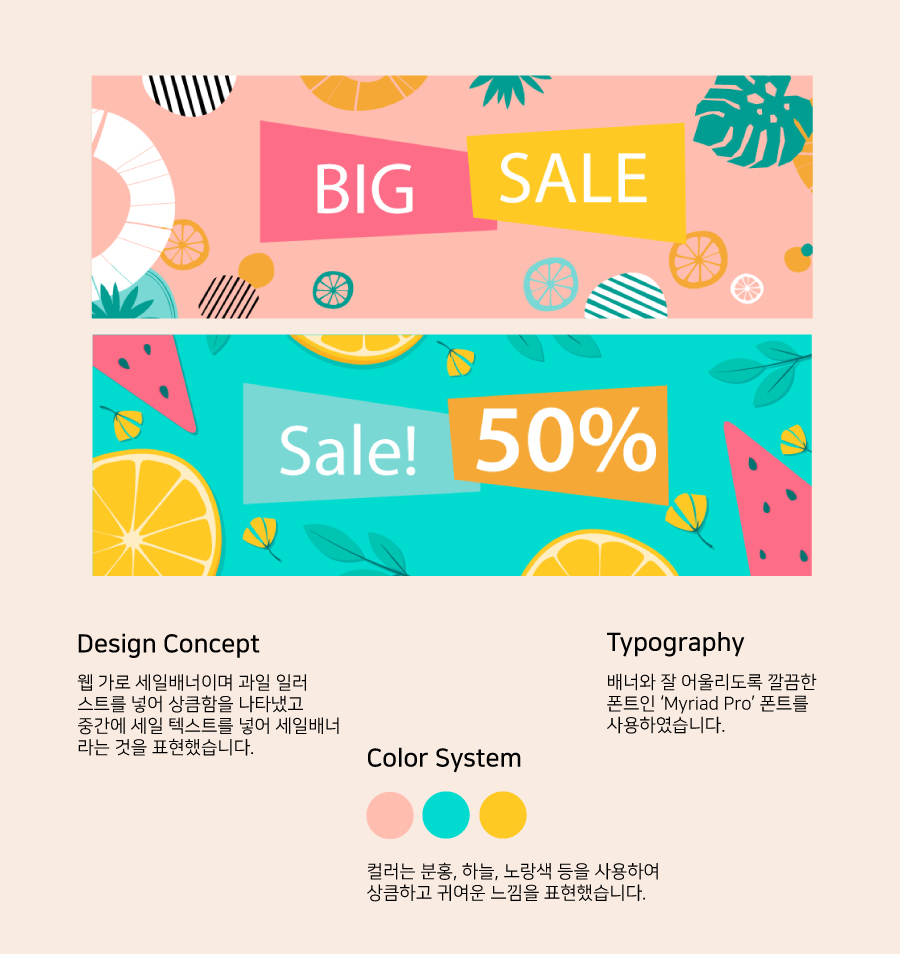 BIG SALE
Sale! 50%
Design Concept
웹 가로 세일배너이며 과일 일러
스트를 넣어 상큼함을 나타냈고
중간에 세일 텍스트를 넣어 세일배너
라는 것을 표현했습니다.
Typography
배너와 잘 어울리도록 깔끔한
폰트인 ‘Myriad Pro’ 폰트를
사용하였습니다.
Color System
컬러는 분홍, 하늘, 노랑색 등을 사용하여
상큼하고 귀여운 느낌을 표현했습니다.